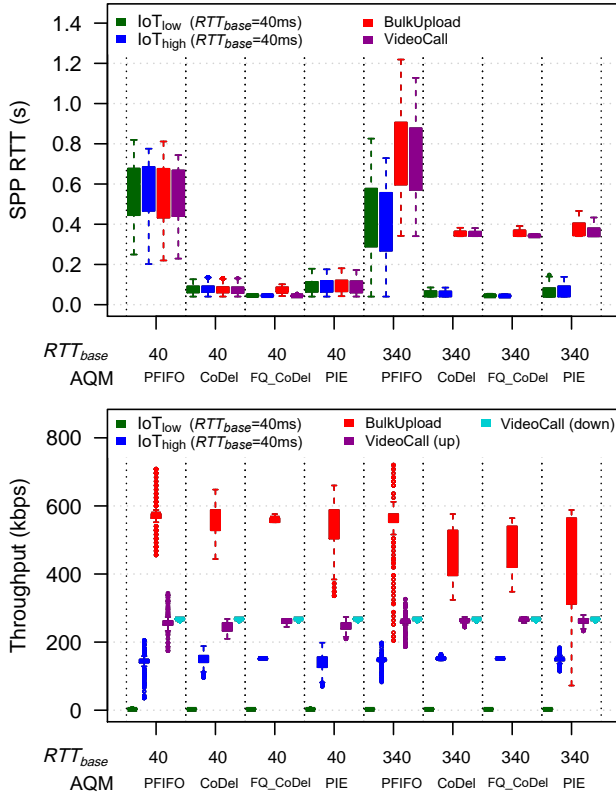 IoT_low (RTT_base=40ms) BulkUpload
IoT_high (RTT_base=40ms) VideoCall
SPP RTT (s)
1.4
1.2
1.0
0.8
0.6
0.4
0.2
0.0
RTT_base 40 40 40 40 340 340 340 340
AQM PFIFO CoDel FQ_CoDel PIE PFIFO CoDel FQ_CoDel PIE
IoT_low (RTT_base=40ms) BulkUpload VideoCall (down)
IoT_high (RTT_base=40ms) VideoCall (up)
Throughput (kbps)
800
600
400
200
0
RTT_base 40 40 40 40 340 340 340 340
AQM PFIFO CoDel FQ_CoDel PIE PFIFO CoDel FQ_CoDel PIE